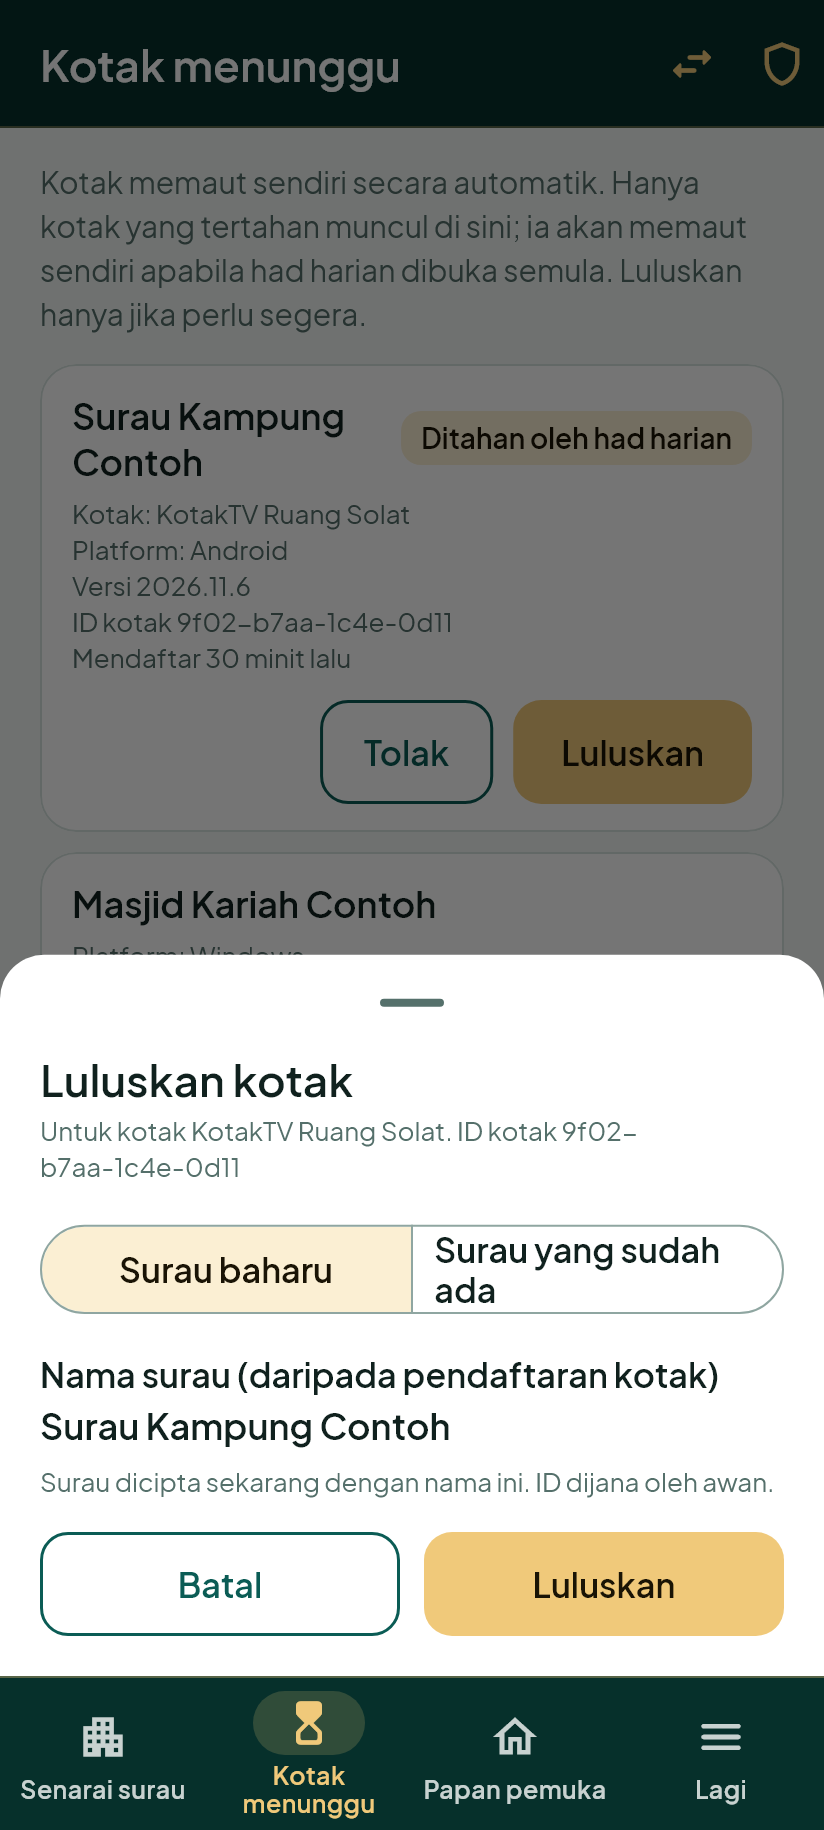 Kotak menunggu
Kotak memaut sendiri secara automatik. Hanya
kotak yang tertahan muncul di sini; ia akan memaut
sendiri apabila had harian dibuka semula. Luluskan
hanya jika perlu segera.
Surau Kampung
Contoh
Ditahan oleh had harian
Kotak: KotakTV Ruang Solat
Platform: Android
Versi 2026.11.6
ID kotak 9f02-b7aa-1c4e-0d11
Mendaftar 30 minit lalu
Tolak
Luluskan
Masjid Kariah Contoh
Platform: Windows
Luluskan kotak
Untuk kotak KotakTV Ruang Solat. ID kotak 9f02-
b7aa-1c4e-0d11
Surau baharu
Surau yang sudah
ada
Nama surau (daripada pendaftaran kotak)
Surau Kampung Contoh
Surau dicipta sekarang dengan nama ini. ID dijana oleh awan.
Batal
Luluskan
Senarai surau
Kotak
menunggu
Papan pemuka
Lagi